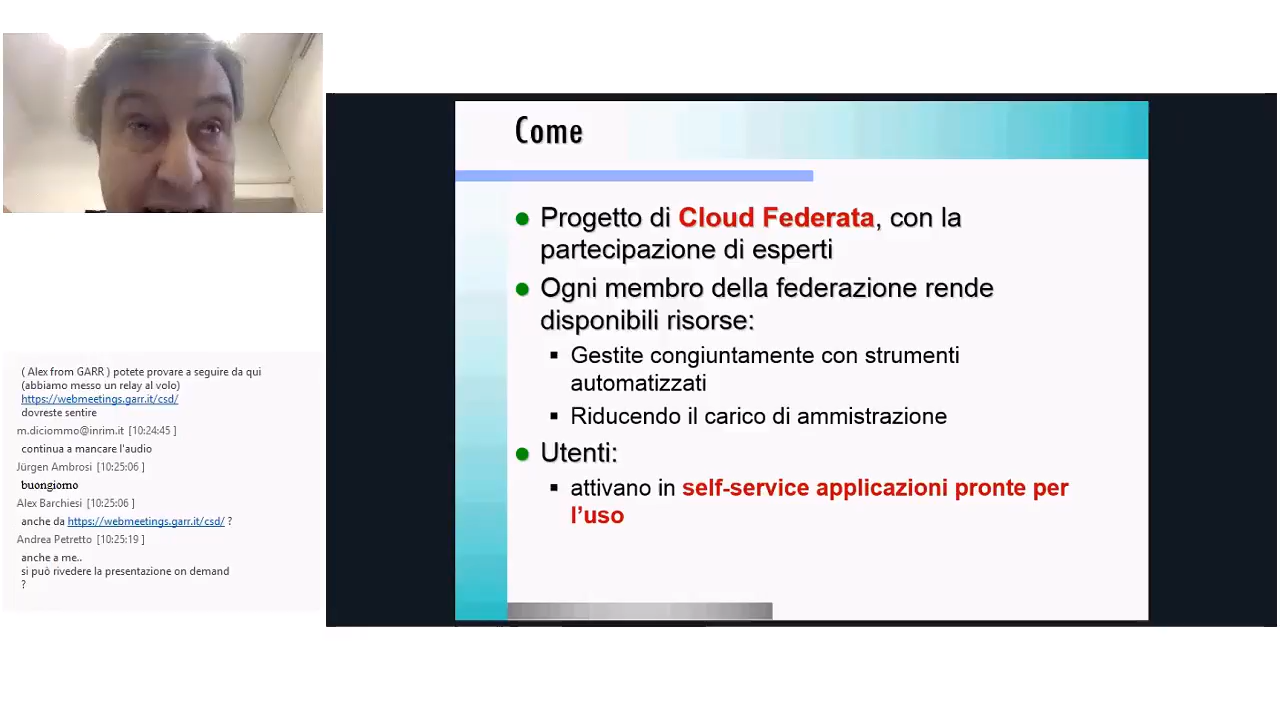 Come
Progetto di Cloud Federata, con la
partecipazione di esperti
Ogni membro della federazione rende
disponibili risorse:
Gestite congiuntamente con strumenti
automatizzati
Riducendo il carico di ammistrazione
Utenti:
attivano in self-service applicazioni pronte per
l'uso
( Alex from GARR ) potete provare a seguire da qui
(abbiamo messo un relay al volo)
https://webmeetings.garr.it/csd/
dovreste sentire
m.diciommo@inrim.it [10:24:45 ]
continua a mancare l'audio
Jürgen Ambrosi [10:25:06 ]
buongiorno
Alex Barchiesi [10:25:06 ]
anche da https://webmeetings.garr.it/csd/ ?
Andrea Petretto [10:25:19 ]
anche a me..
si può rivedere la presentazione on demand
?